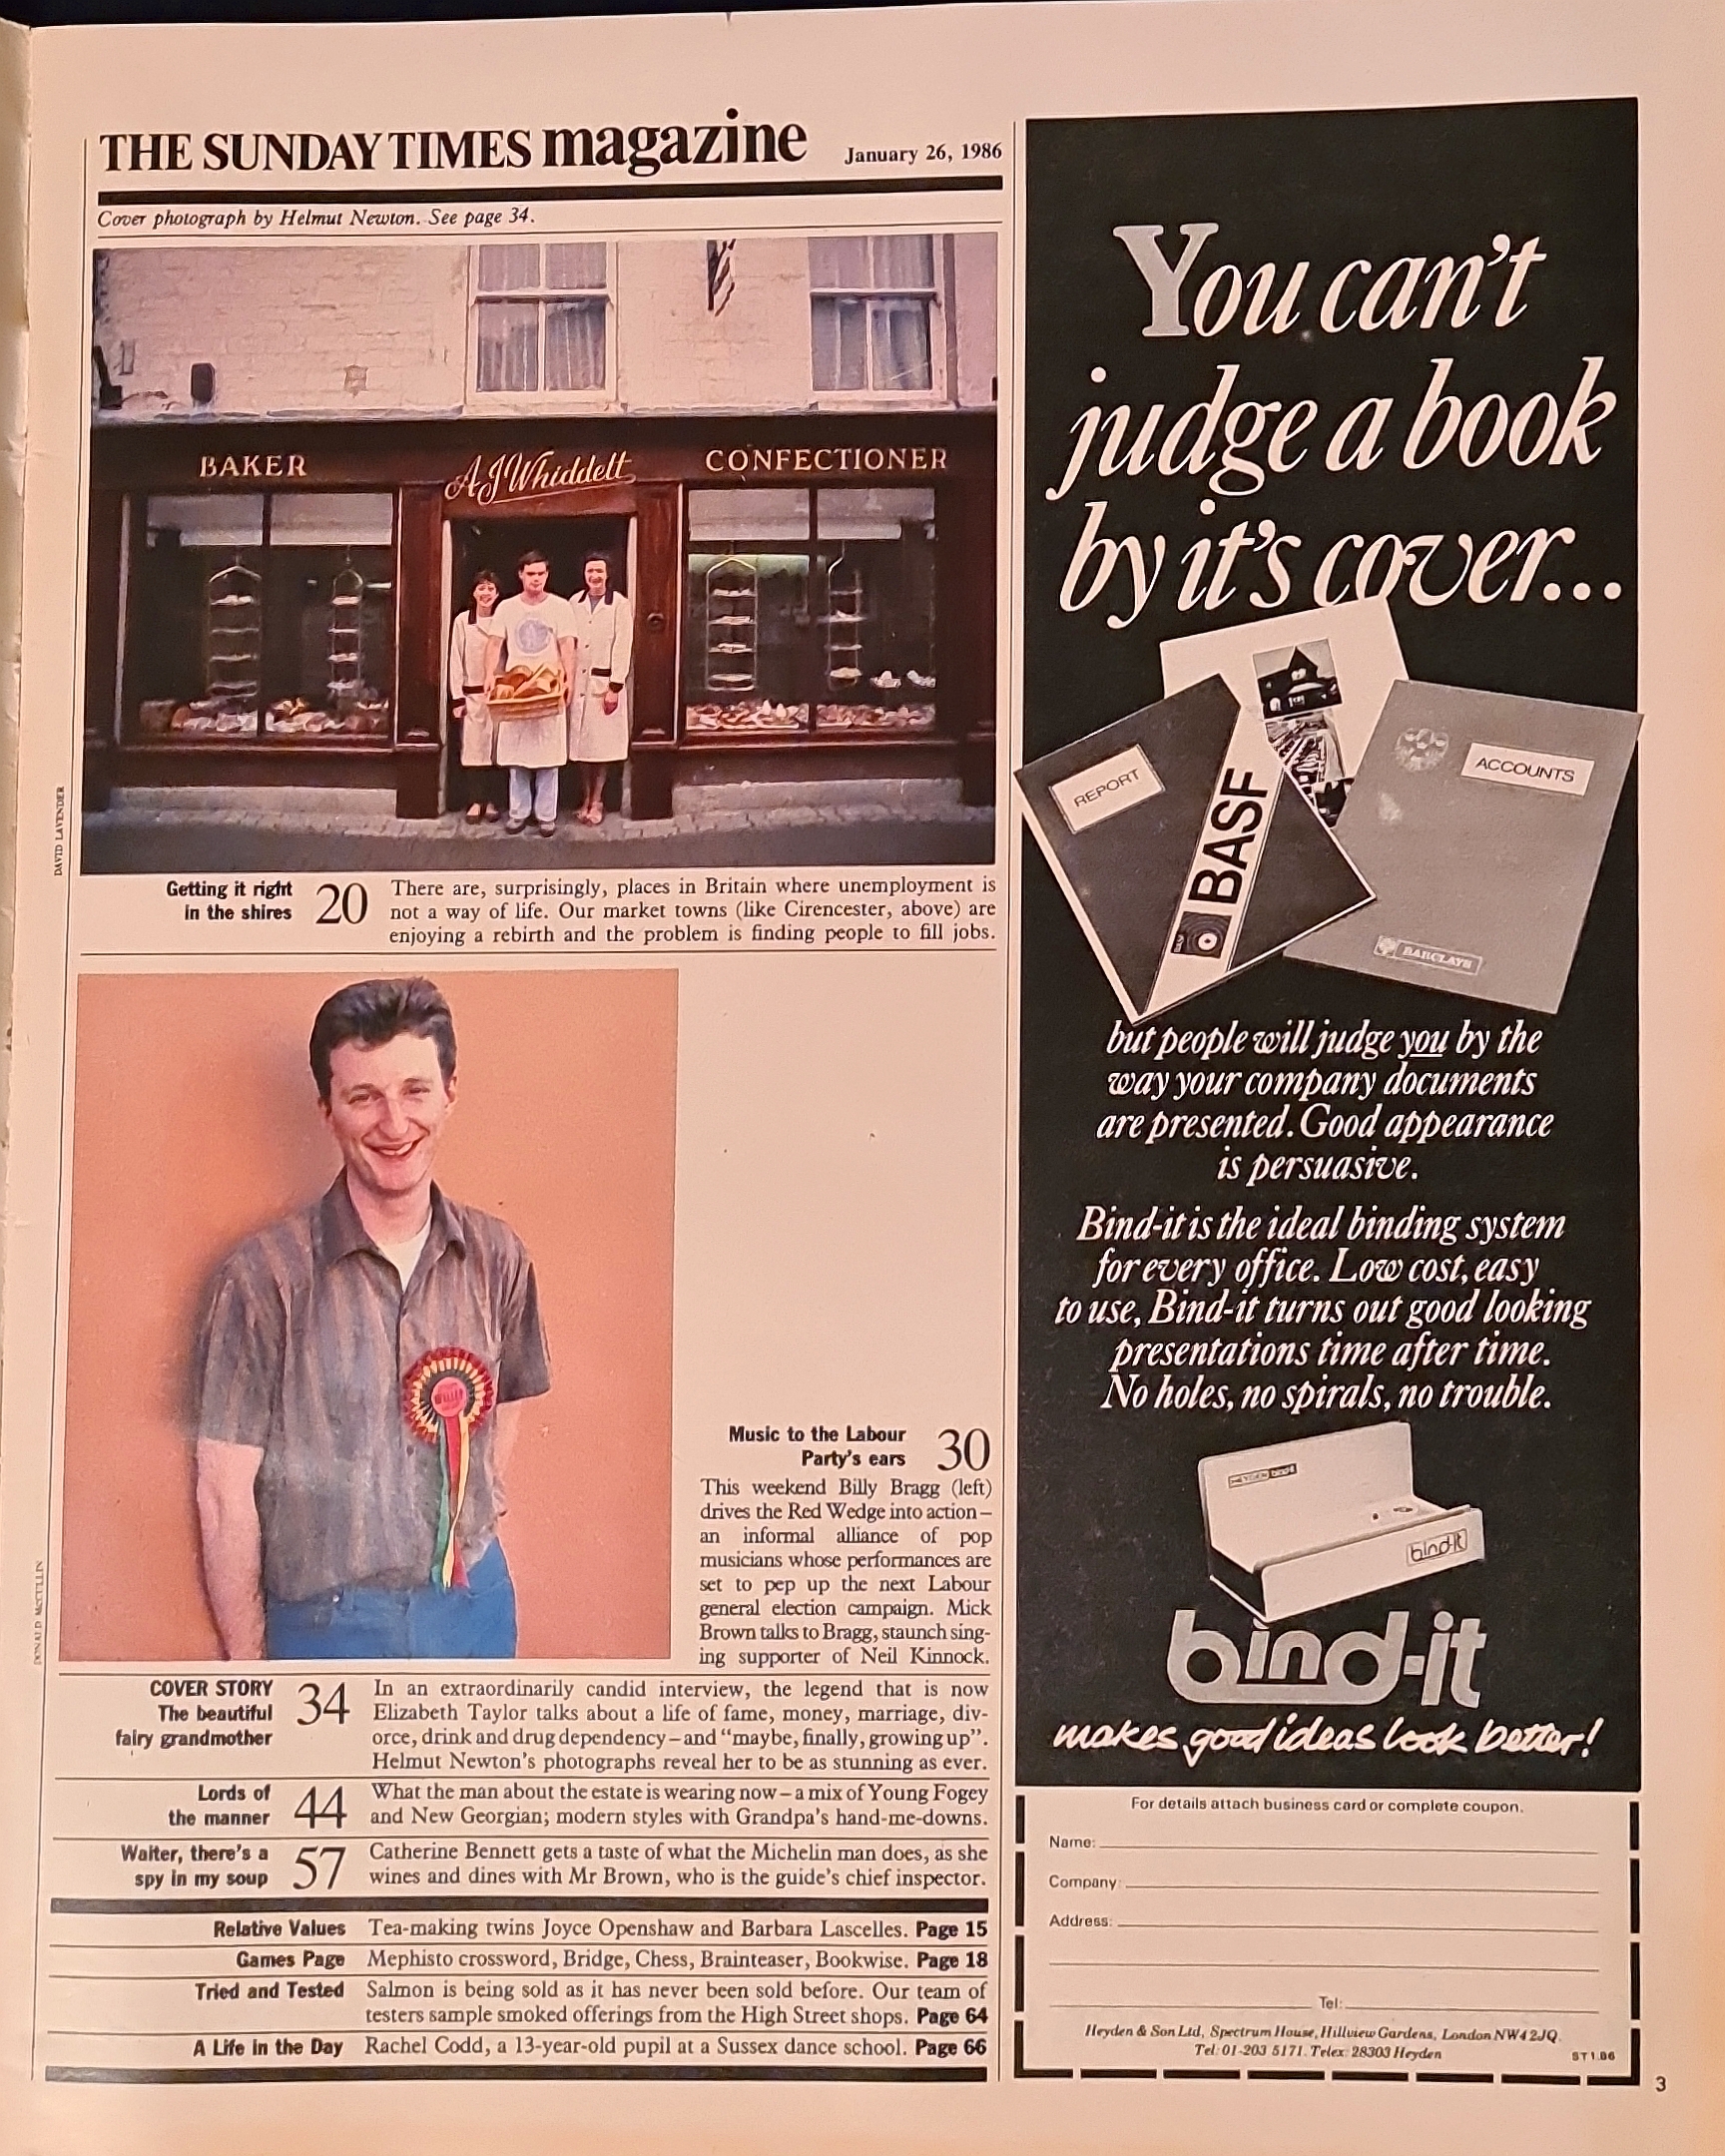 THE SUNDAY TIMES magazine January 26, 1986
Cover photograph by Helmut Newton. See page 34.
BAKER
A J Whiddett
CONFECTIONER
DAVID LAVENDER
Getting it right
in the shires
20
There are, surprisingly, places in Britain where unemployment is
not a way of life. Our market towns (like Cirencester, above) are
enjoying a rebirth and the problem is finding people to fill jobs.
DONALD McCULLIN
Music to the Labour
Party's ears
30
This weekend Billy Bragg (left)
drives the Red Wedge into action–
an informal alliance of pop
musicians whose performances are
set to pep up the next Labour
general election campaign. Mick
Brown talks to Bragg, staunch sing-
ing supporter of Neil Kinnock.
COVER STORY
The beautiful
fairy grandmother
34
In an extraordinarily candid interview, the legend that is now
Elizabeth Taylor talks about a life of fame, money, marriage, div-
orce, drink and drug dependency–and “maybe, finally, growing up”.
Helmut Newton's photographs reveal her to be as stunning as ever.
Lords of
the manner
44
What the man about the estate is wearing now–a mix of Young Fogey
and New Georgian; modern styles with Grandpa's hand-me-downs.
Waiter, there's a
spy in my soup
57
Catherine Bennett gets a taste of what the Michelin man does, as she
wines and dines with Mr Brown, who is the guide's chief inspector.
Relative Values Tea-making twins Joyce Openshaw and Barbara Lascelles. Page 15
Games Page Mephisto crossword, Bridge, Chess, Brainteaser, Bookwise. Page 18
Tried and Tested Salmon is being sold as it has never been sold before. Our team of
testers sample smoked offerings from the High Street shops. Page 64
A Life in the Day Rachel Codd, a 13-year-old pupil at a Sussex dance school. Page 66
You can't
judge a book
by it's cover...
REPORT
BASF
ACCOUNTS
BARCLAYS
but people will judge you by the
way your company documents
are presented. Good appearance
is persuasive.
Bind-it is the ideal binding system
for every office. Low cost, easy
to use, Bind-it turns out good looking
presentations time after time.
No holes, no spirals, no trouble.
HEYDEN bind-it
bind-it
bind-it
makes good ideas look better!
For details attach business card or complete coupon.
Name:
Company:
Address:
Tel:
Heyden & Son Ltd, Spectrum House, Hillview Gardens, London NW4 2JQ.
Tel: 01-203 5171. Telex: 28303 Heyden
ST1.86
3